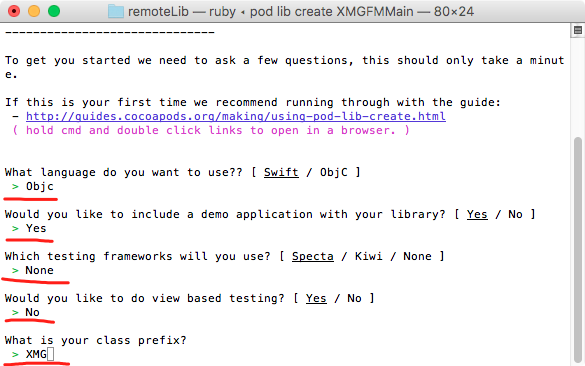 remoteLib — ruby ◂ pod lib create XMGFMMain — 80×24
------------------------------
To get you started we need to ask a few questions, this should only take a minut
e.
If this is your first time we recommend running through with the guide:
- http://guides.cocoapods.org/making/using-pod-lib-create.html
( hold cmd and double click links to open in a browser. )
What language do you want to use?? [ Swift / ObjC ]
> Objc
Would you like to include a demo application with your library? [ Yes / No ]
> Yes
Which testing frameworks will you use? [ Specta / Kiwi / None ]
> None
Would you like to do view based testing? [ Yes / No ]
> No
What is your class prefix?
> XMG